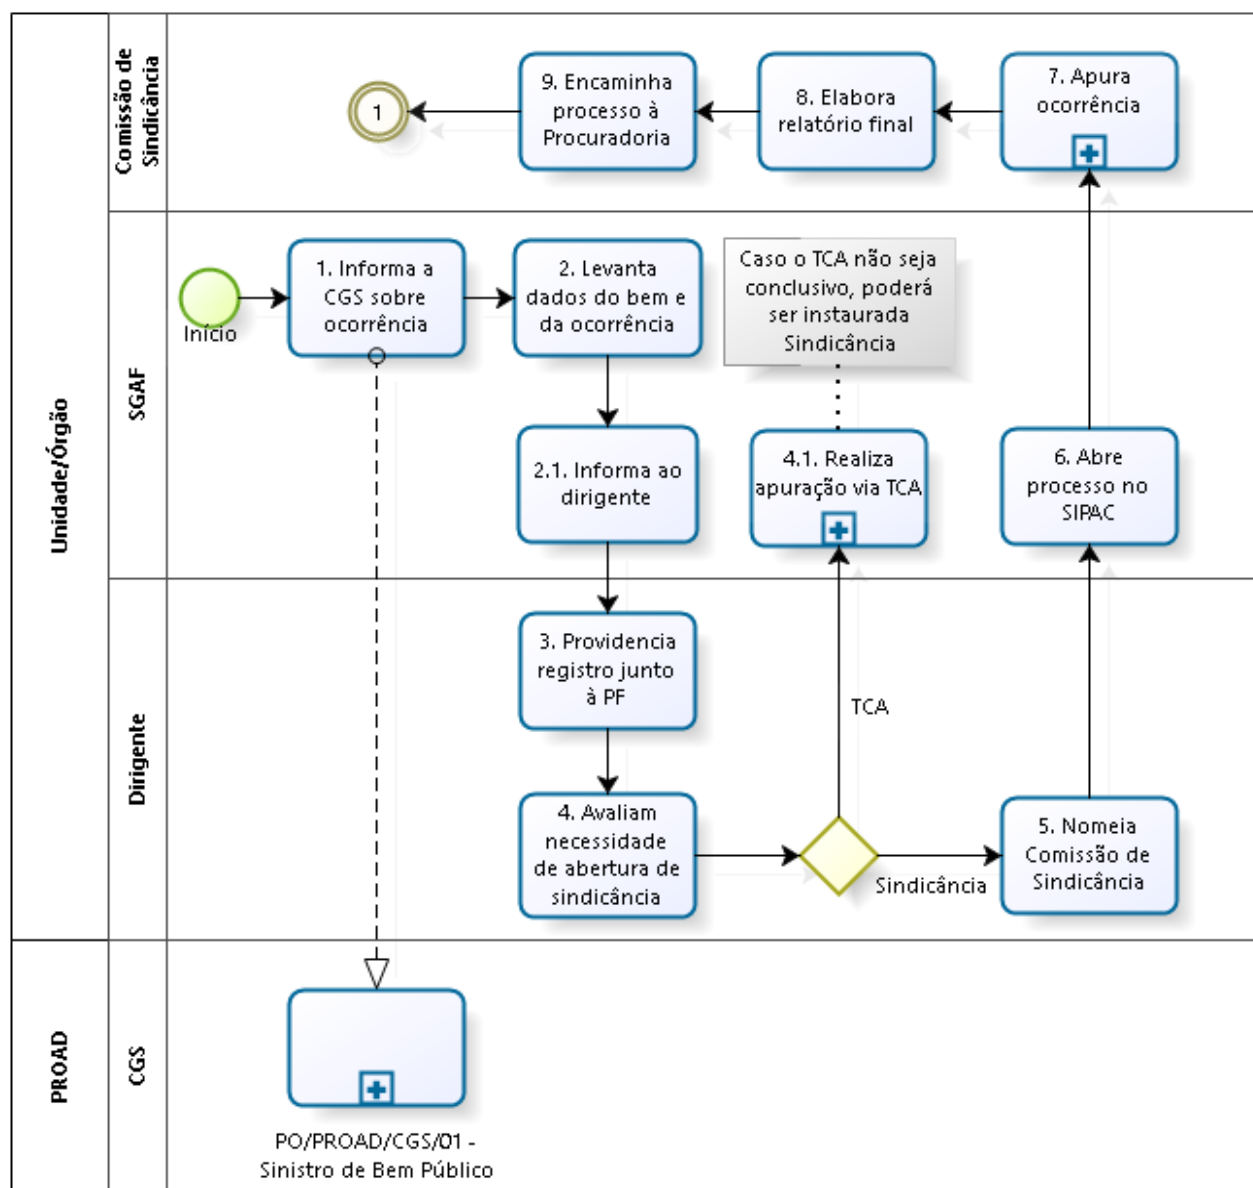 Unidade/Órgão
Comissão de
Sindicância
9. Encaminha
processo à
Procuradoria
8. Elabora
relatório final
7. Apura
ocorrência
1
SGAF
Início
1. Informa a
CGS sobre
ocorrência
2. Levanta
dados do bem e
da ocorrência
Caso o TCA não seja
conclusivo, poderá
ser instaurada
Sindicância
2.1. Informa ao
dirigente
4.1. Realiza
apuração via TCA
6. Abre
processo no
SIPAC
Dirigente
3. Providencia
registro junto
à PF
TCA
4. Avaliam
necessidade
de abertura de
sindicância
Sindicância
5. Nomeia
Comissão de
Sindicância
PROAD
CGS
PO/PROAD/CGS/01 -
Sinistro de Bem Público